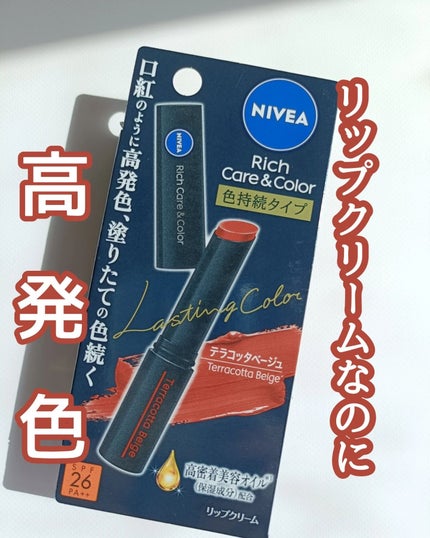 リップクリームなのに
高発色
口紅のように高発色、塗りたての色続く
NIVEA
Rich
Care & Color
色持続タイプ
NIVEA
Rich Care & Color
Lasting Color
テラコッタベージュ
Terracotta Beige
Terracotta Beige
SPF
26
PA++
高密着美容オイル
(保湿成分)配合
リップクリーム